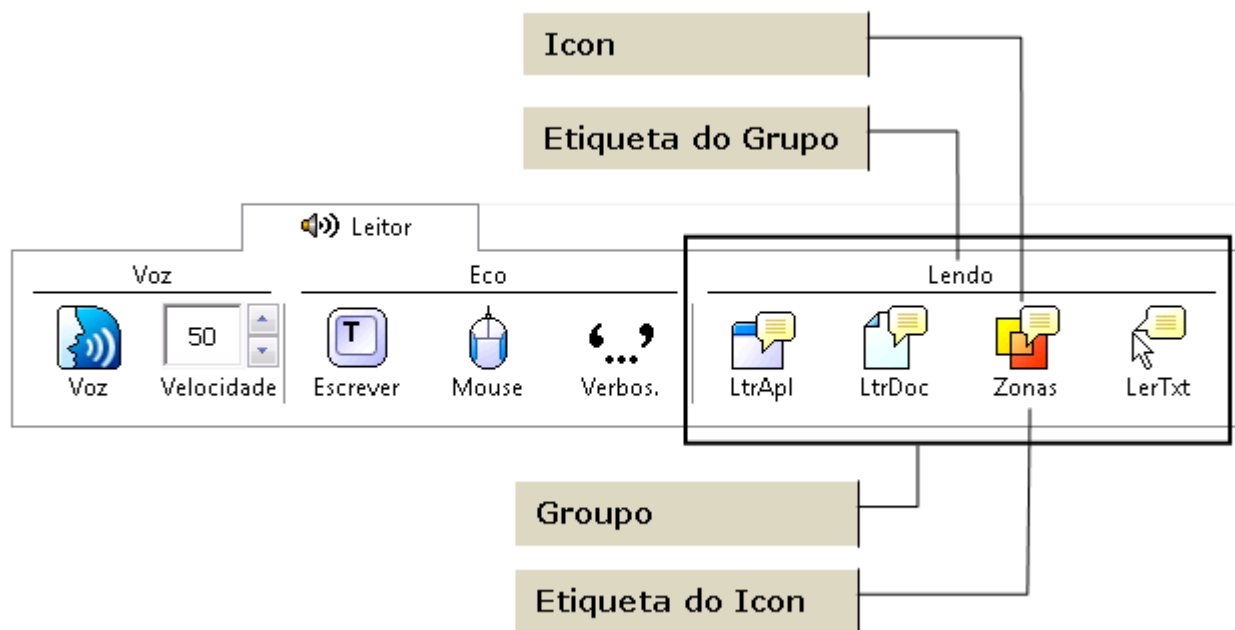 Icon
Etiqueta do Grupo
Leitor
Voz Eco Lendo
50 T
Voz Velocidade Escrever Mouse Verbos. LtrApl LtrDoc Zonas LerTxt
Groupo
Etiqueta do Icon